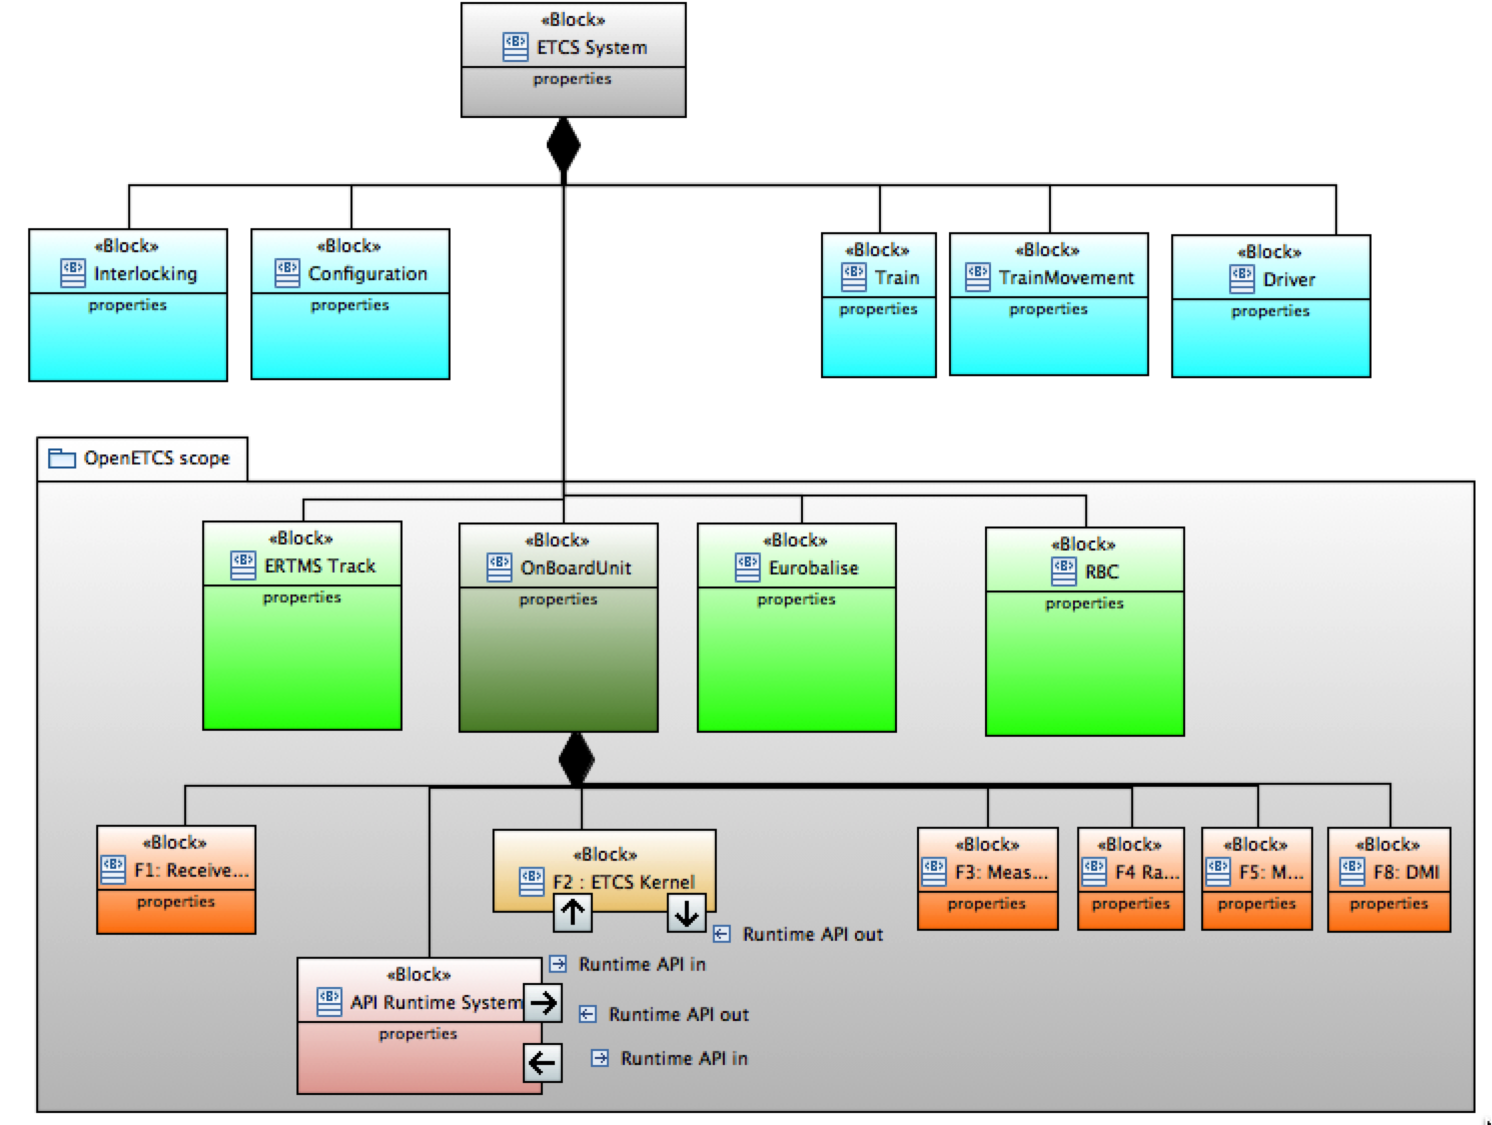 «Block»
ETCS System
properties
«Block»
Interlocking
properties
«Block»
Configuration
properties
«Block»
Train
properties
«Block»
TrainMovement
properties
«Block»
Driver
properties
OpenETCS scope
«Block»
ERTMS Track
properties
«Block»
OnBoardUnit
properties
«Block»
Eurobalise
properties
«Block»
RBC
properties
«Block»
F1: Receive...
properties
«Block»
F2 : ETCS Kernel
«Block»
F3: Meas...
properties
«Block»
F4 Ra...
properties
«Block»
F5: M...
properties
«Block»
F8: DMI
properties
Runtime API out
Runtime API in
«Block»
API Runtime System
properties
Runtime API out
Runtime API in